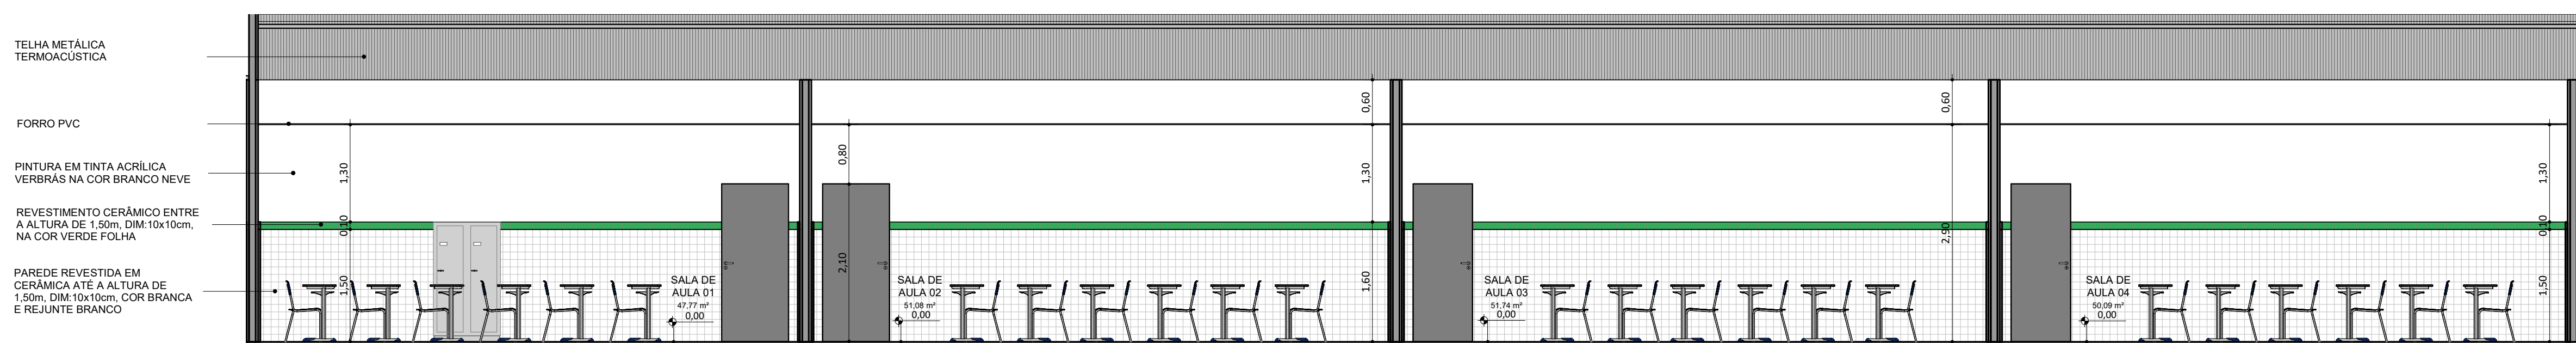 TELHA METÁLICA
TERMOACÚSTICA
FORRO PVC
PINTURA EM TINTA ACRÍLICA
VERBRÁS NA COR BRANCO NEVE
REVESTIMENTO CERÂMICO ENTRE
A ALTURA DE 1,50m, DIM:10x10cm,
NA COR VERDE FOLHA
PAREDE REVESTIDA EM
CERÂMICA ATÉ A ALTURA DE
1,50m, DIM:10x10cm, COR BRANCA
E REJUNTE BRANCO
1,30
0,10
1,50
SALA DE
AULA 01
47,77 m²
0,00
0,80
2,10
SALA DE
AULA 02
51,08 m²
0,00
0,60
1,30
1,60
SALA DE
AULA 03
51,74 m²
0,00
0,60
2,90
SALA DE
AULA 04
50,09 m²
0,00
1,30
0,10
1,50